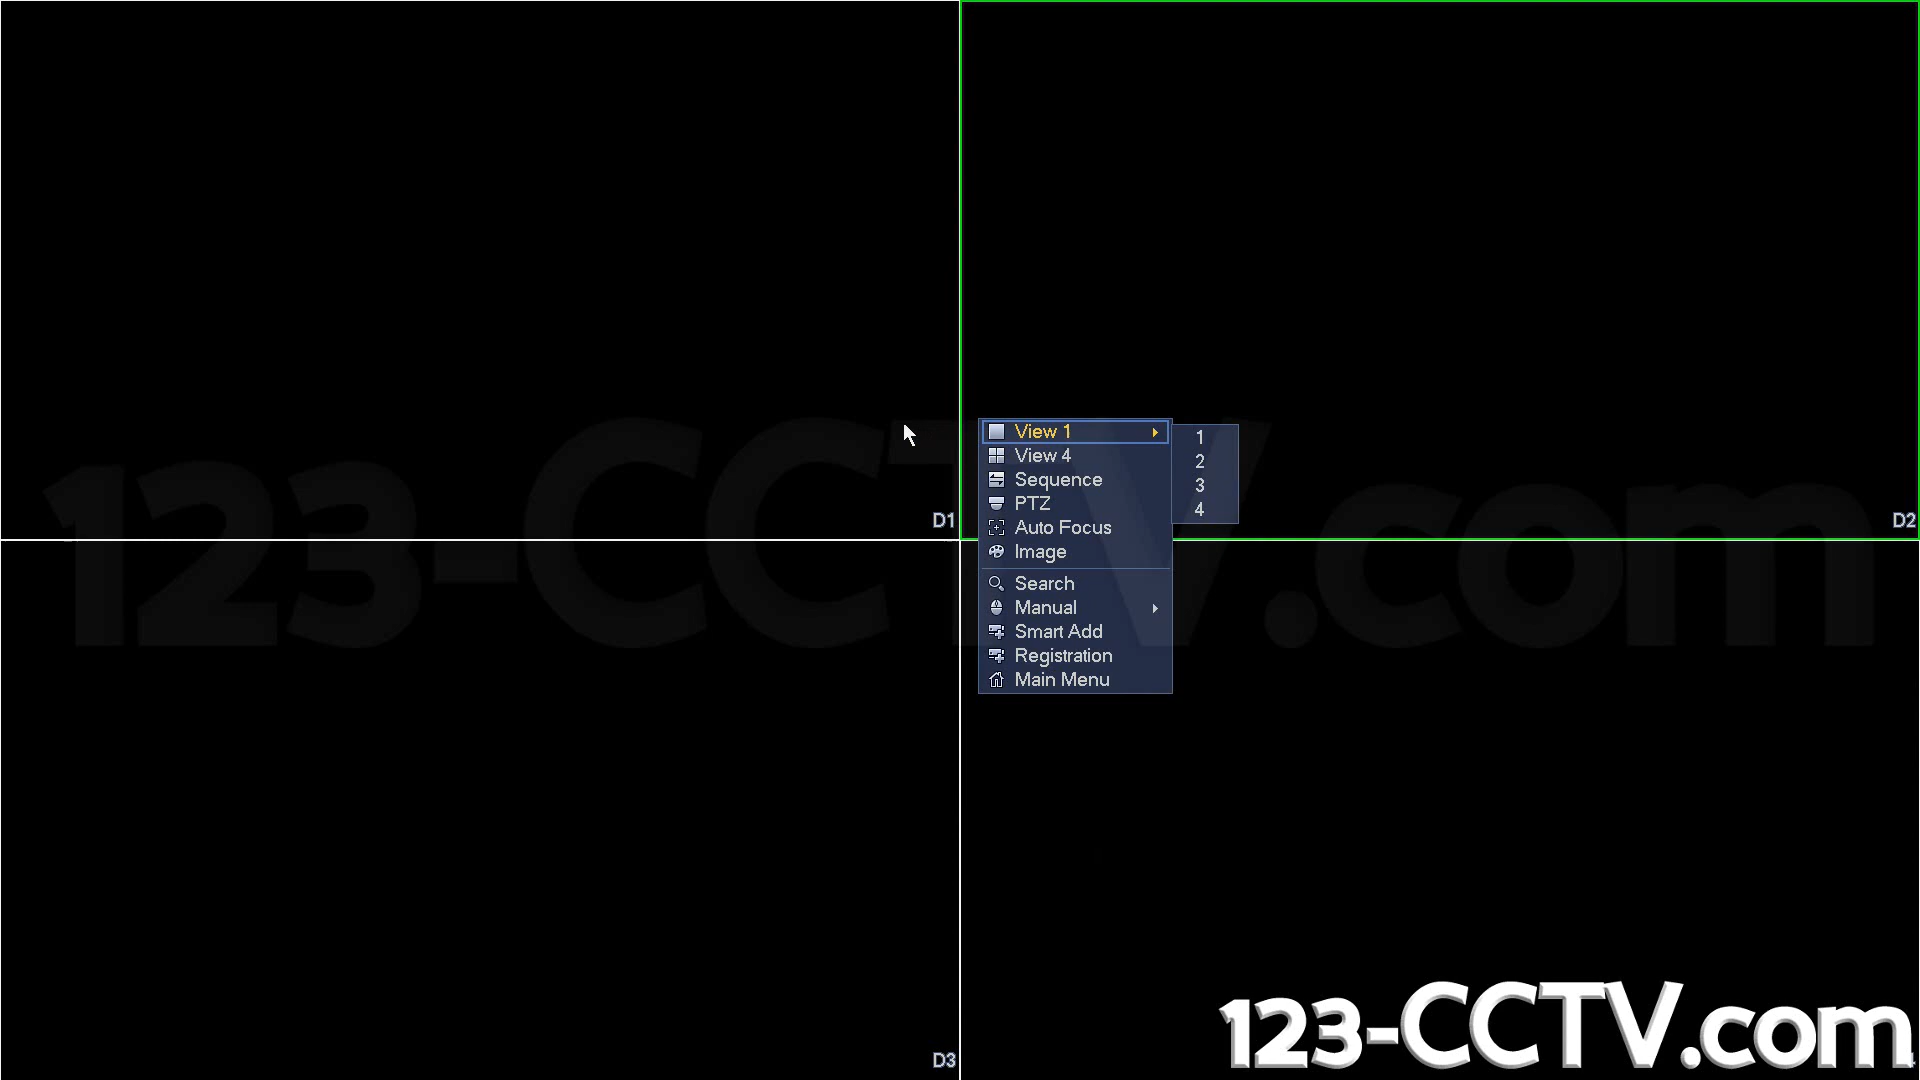 123-CCTV.com
D1
D2
View 1
View 4
Sequence
PTZ
Auto Focus
Image
Search
Manual
Smart Add
Registration
Main Menu
1
2
3
4
D3
123-CCTV.com